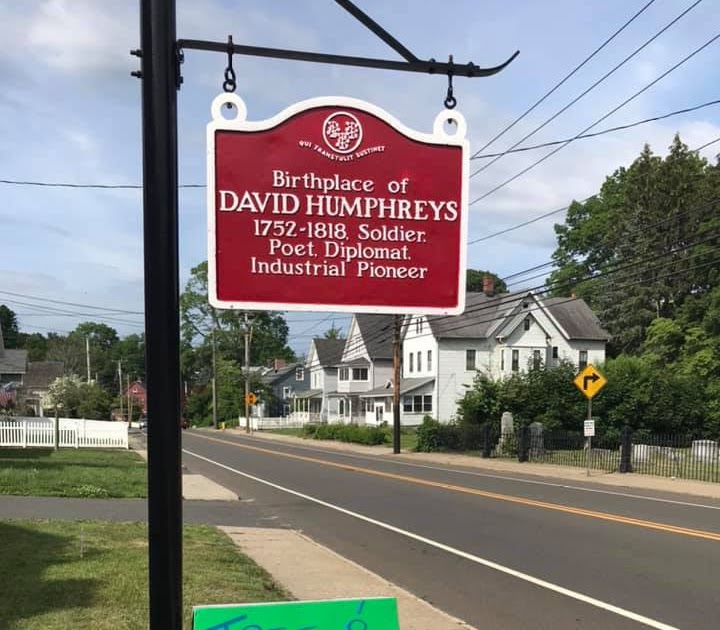 QUI TRANSTULIT SUSTINET
Birthplace of
DAVID HUMPHREYS
1752-1818, Soldier,
Poet, Diplomat,
Industrial Pioneer